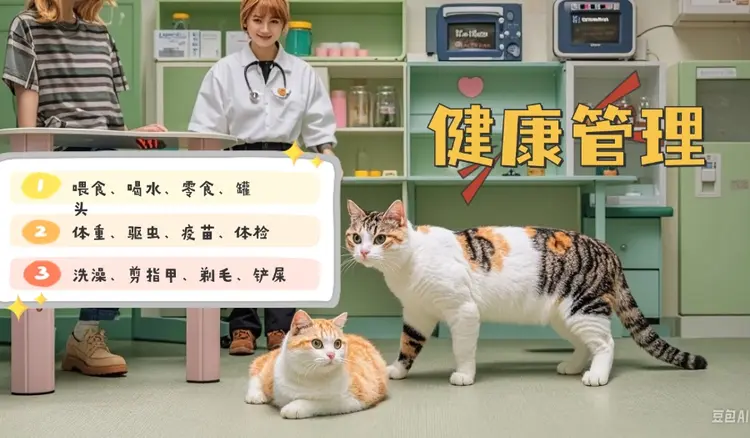 健康管理
1
喂食、喝水、零食、罐
头
2
体重、驱虫、疫苗、体检
3
洗澡、剪指甲、剃毛、铲屎
豆包AI